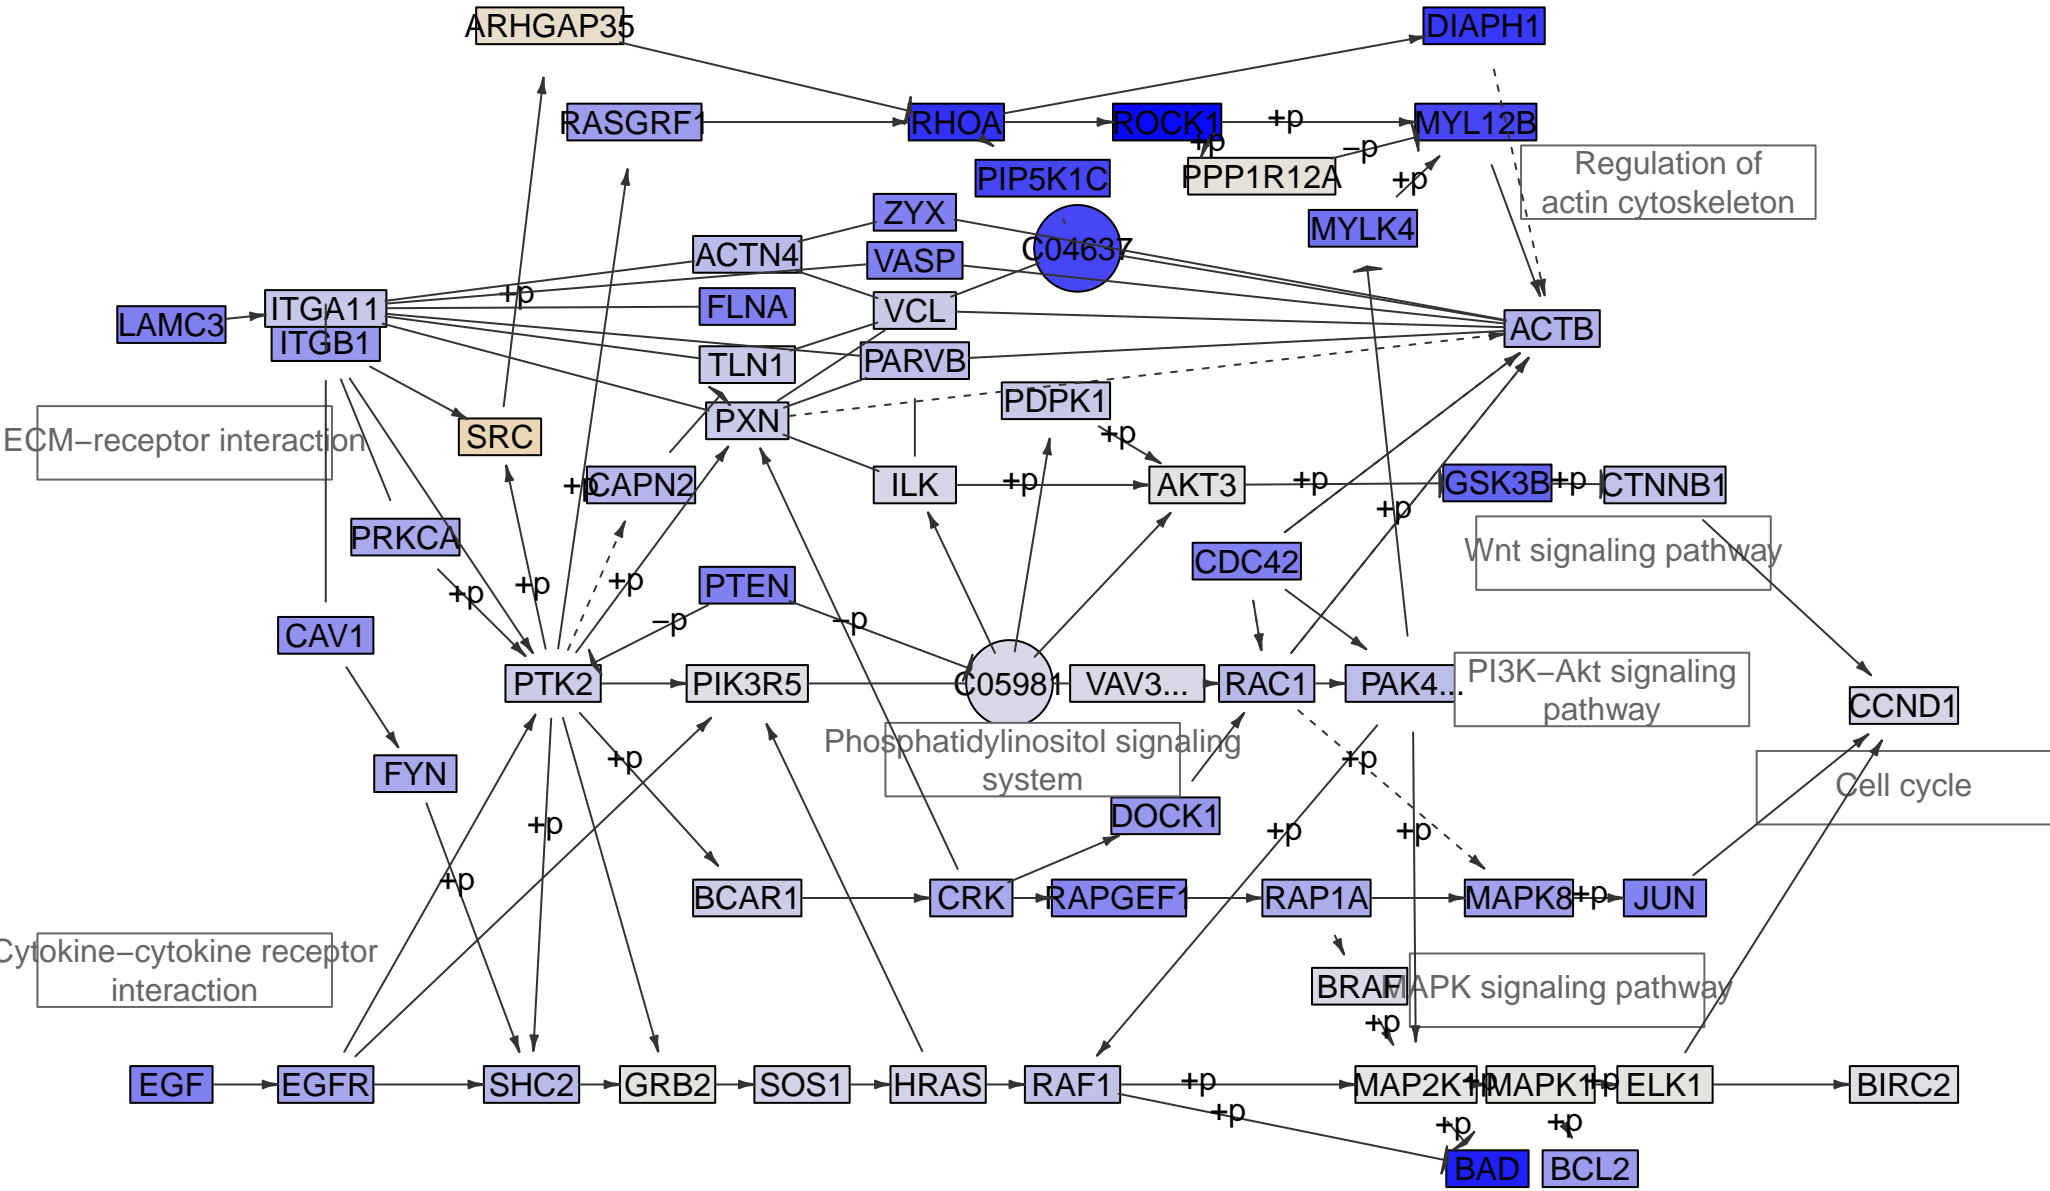 ARHGAP35
DIAPH1
RASGRF1
RHOA
ROCK1
+p
MYL12B
+p
−p
PPP1R12A
PIP5K1C
+p
Regulation of
actin cytoskeleton
ZYX
MYLK4
ACTN4
C04637
VASP
+p
ITGA11
FLNA
VCL
LAMC3
ITGB1
ACTB
TLN1
PARVB
PDPK1
PXN
SRC
+p
ECM−receptor interaction
+p
CAPN2
ILK
+p
AKT3
+p
GSK3B
+p
CTNNB1
+p
PRKCA
Wnt signaling pathway
CDC42
+p
+p
+p
PTEN
−p
−p
CAV1
PTK2
PIK3R5
C05981
VAV3...
RAC1
PAK4...
PI3K−Akt signaling
pathway
CCND1
Phosphatidylinositol signaling
system
+p
+p
FYN
Cell cycle
DOCK1
+p
+p
+p
+p
BCAR1
CRK
RAPGEF1
RAP1A
MAPK8
+p
JUN
Cytokine−cytokine receptor
interaction
BRAF
MAPK signaling pathway
+p
EGF
EGFR
SHC2
GRB2
SOS1
HRAS
RAF1
+p
MAP2K1
+p
MAPK1
+p
ELK1
BIRC2
+p
+p
+p
BAD
BCL2